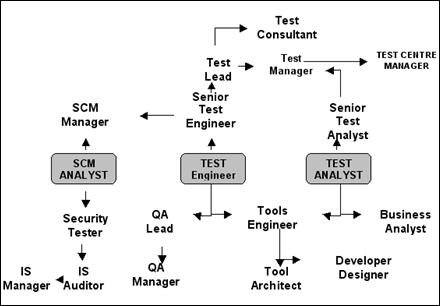 Test
Consultant
Test
Lead
Test
Manager
TEST CENTRE
MANAGER
SCM
Manager
Senior
Test
Engineer
Senior
Test
Analyst
SCM
ANALYST
TEST
Engineer
TEST
ANALYST
Security
Tester
QA
Lead
Tools
Engineer
Business
Analyst
IS
Manager
IS
Auditor
QA
Manager
Tool
Architect
Developer
Designer